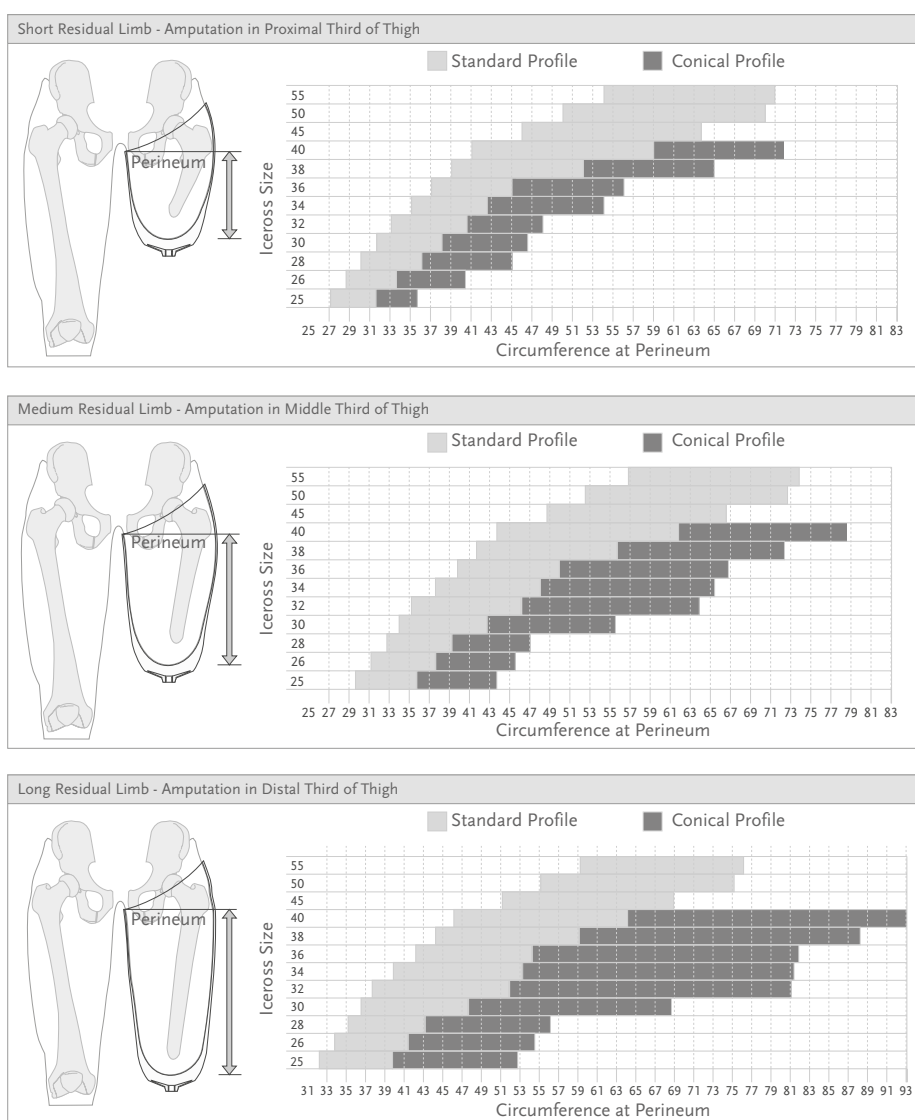 Short Residual Limb - Amputation in Proximal Third of Thigh
Standard Profile Conical Profile
Perineum
Iceross Size
55
50
45
40
38
36
34
32
30
28
26
25
25 27 29 31 33 35 37 39 41 43 45 47 49 51 53 55 57 59 61 63 65 67 69 71 73 75 77 79 81 83
Circumference at Perineum
Medium Residual Limb - Amputation in Middle Third of Thigh
Standard Profile Conical Profile
Perineum
Iceross Size
55
50
45
40
38
36
34
32
30
28
26
25
25 27 29 31 33 35 37 39 41 43 45 47 49 51 53 55 57 59 61 63 65 67 69 71 73 75 77 79 81 83
Circumference at Perineum
Long Residual Limb - Amputation in Distal Third of Thigh
Standard Profile Conical Profile
Perineum
Iceross Size
55
50
45
40
38
36
34
32
30
28
26
25
31 33 35 37 39 41 43 45 47 49 51 53 55 57 59 61 63 65 67 69 71 73 75 77 79 81 83 85 87 89 91 93
Circumference at Perineum